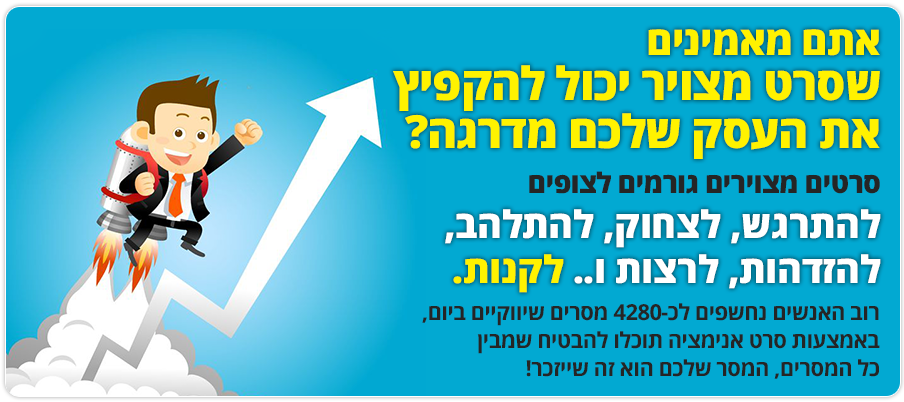 אתם מאמינים
שסרט מצויר יכול להקפיץ
את העסק שלכם מדרגה?
סרטים מצוירים גורמים לצופים
להתרגש, לצחוק, להתלהב,
להזדהות, לרצות ו.. לקנות.
רוב האנשים נחשפים לכ-4280 מסרים שיווקיים ביום,
באמצעות סרט אנימציה תוכלו להבטיח שמבין
כל המסרים, המסר שלכם הוא זה שייזכר!